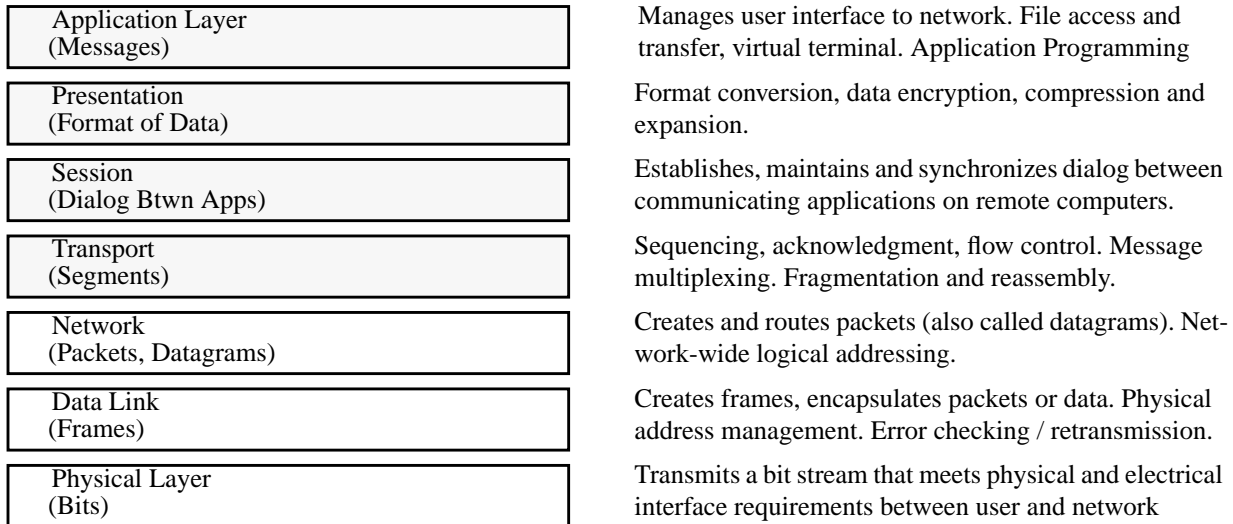 Application Layer
(Messages)
Manages user interface to network. File access and
transfer, virtual terminal. Application Programming
Presentation
(Format of Data)
Format conversion, data encryption, compression and
expansion.
Session
(Dialog Btwn Apps)
Establishes, maintains and synchronizes dialog between
communicating applications on remote computers.
Transport
(Segments)
Sequencing, acknowledgment, flow control. Message
multiplexing. Fragmentation and reassembly.
Network
(Packets, Datagrams)
Creates and routes packets (also called datagrams). Net-
work-wide logical addressing.
Data Link
(Frames)
Creates frames, encapsulates packets or data. Physical
address management. Error checking / retransmission.
Physical Layer
(Bits)
Transmits a bit stream that meets physical and electrical
interface requirements between user and network